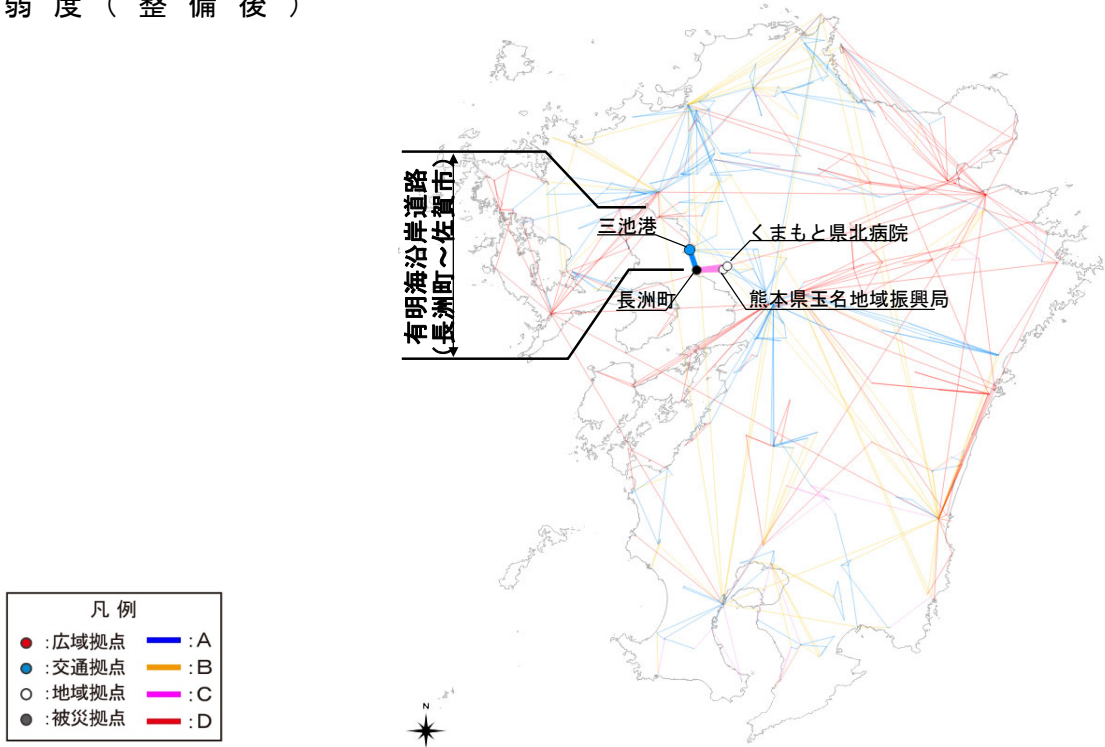 弱度(整備後)
有明海沿岸道路
(長洲町~佐賀市)
三池港
くまもと県北病院
長洲町
熊本県玉名地域振興局
凡例
:広域拠点
:A
:交通拠点
:B
:地域拠点
:C
:被災拠点
:D
N